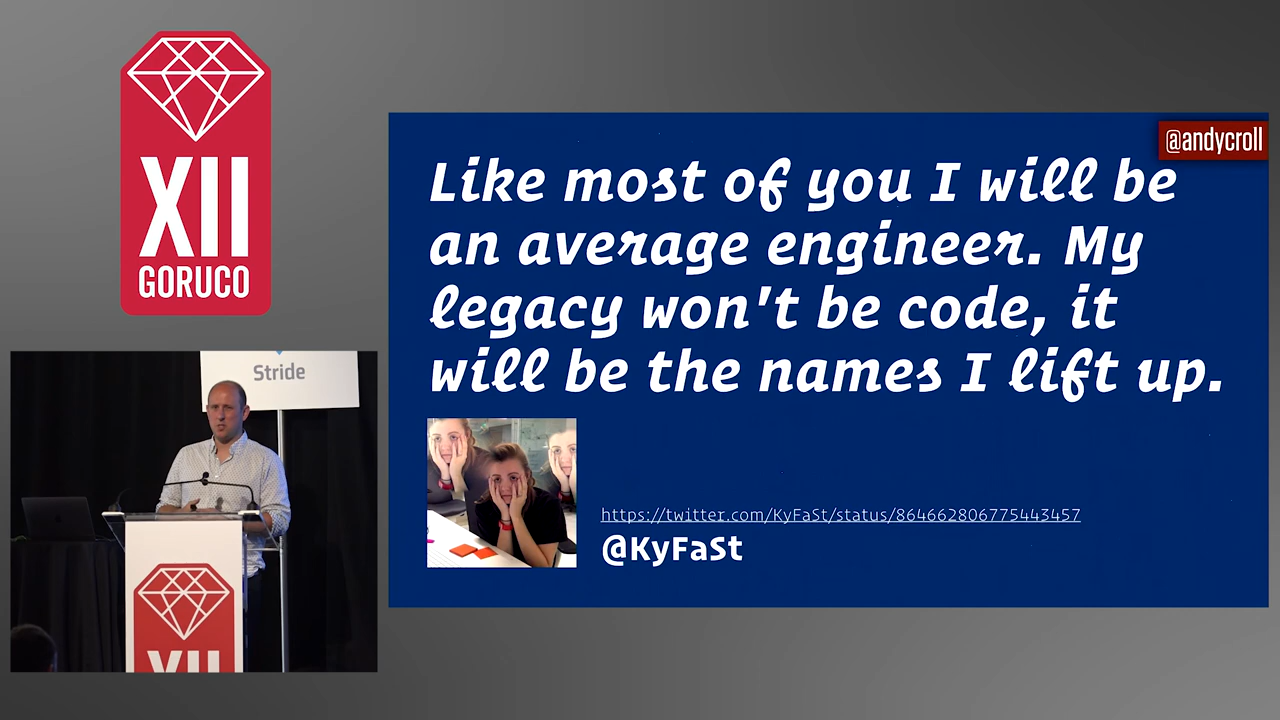 XII
GORUCO
Stride
XII
@andycroll
Like most of you I will be
an average engineer. My
legacy won't be code, it
will be the names I lift up.
https://twitter.com/KyFaSt/status/864662806775443457
@KyFaSt